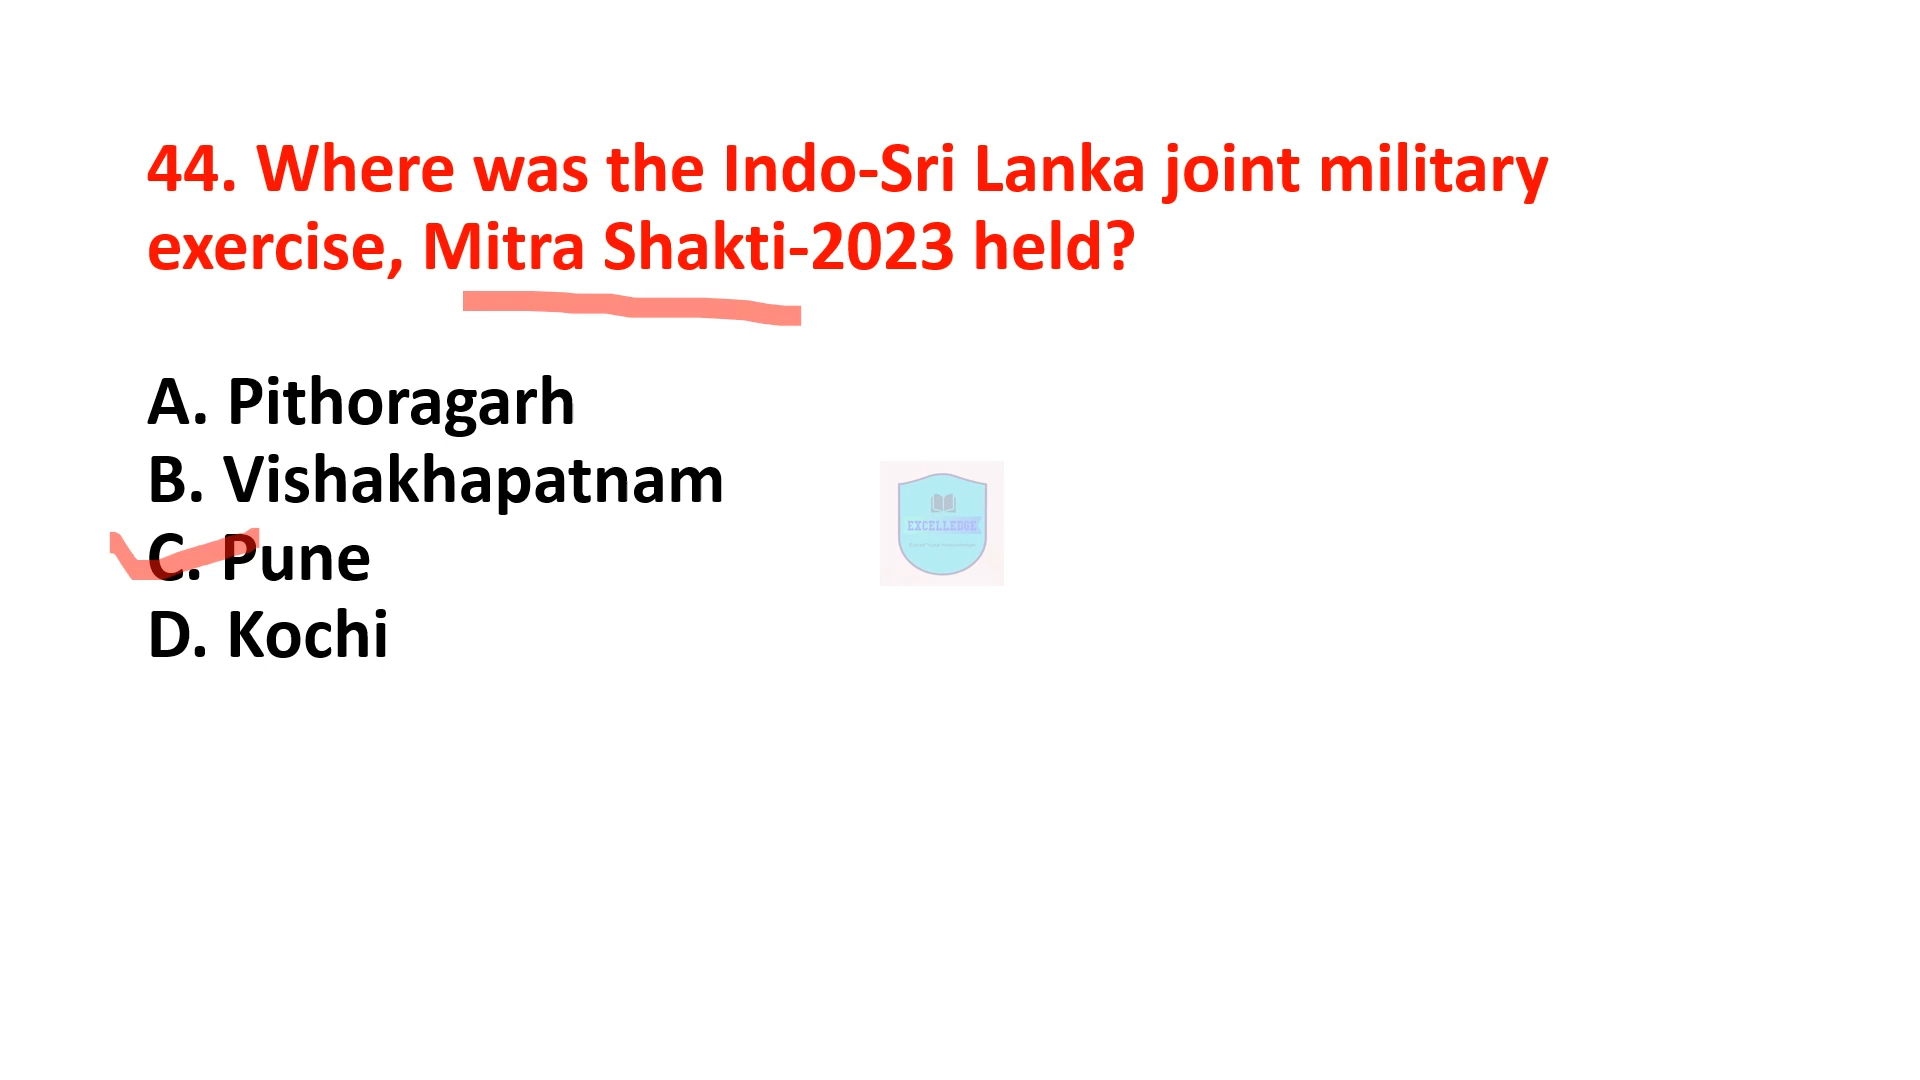 44. Where was the Indo-Sri Lanka joint military
exercise, Mitra Shakti-2023 held?
A. Pithoragarh
B. Vishakhapatnam
C. Pune
D. Kochi
EXCELLEDGE